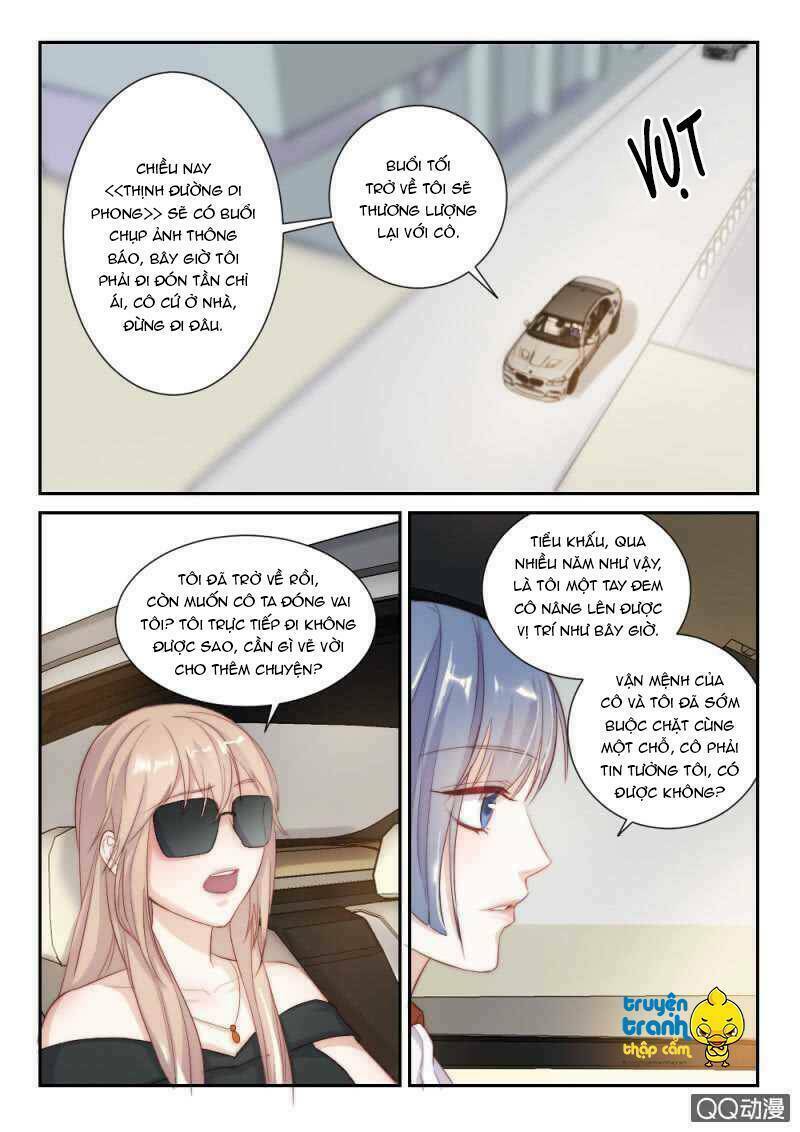 CHIỀU NAY
<<THỊNH ĐƯỜNG DI
PHONG>> SẼ CÓ BUỔI
CHỤP ẢNH THÔNG
BÁO, BÂY GIỜ TÔI
PHẢI ĐI ĐÓN TẦN CHỈ
ÁI, CÔ CỨ Ở NHÀ,
ĐỪNG ĐI ĐÂU.
BUỔI TỐI
TRỞ VỀ TÔI SẼ
THƯƠNG LƯỢNG
LẠI VỚI CÔ.
VỤT
TÔI ĐÃ TRỞ VỀ RỒI,
CÒN MUỐN CÔ TA ĐÓNG VAI
TÔI? TÔI TRỰC TIẾP ĐI KHÔNG
ĐƯỢC SAO, CẦN GÌ VẼ VỜI
CHO THÊM CHUYỆN?
TIỂU KHẤU, QUA
NHIỀU NĂM NHƯ VẬY,
LÀ TÔI MỘT TAY ĐEM
CÔ NÂNG LÊN ĐƯỢC
VỊ TRÍ NHƯ BÂY GIỜ.
VẬN MỆNH CỦA
CÔ VÀ TÔI ĐÃ SỚM
BUỘC CHẶT CÙNG
MỘT CHỖ, CÔ PHẢI
TIN TƯỞNG TÔI, CÓ
ĐƯỢC KHÔNG?
truyện
tranh
thập cẩm
QQ动漫